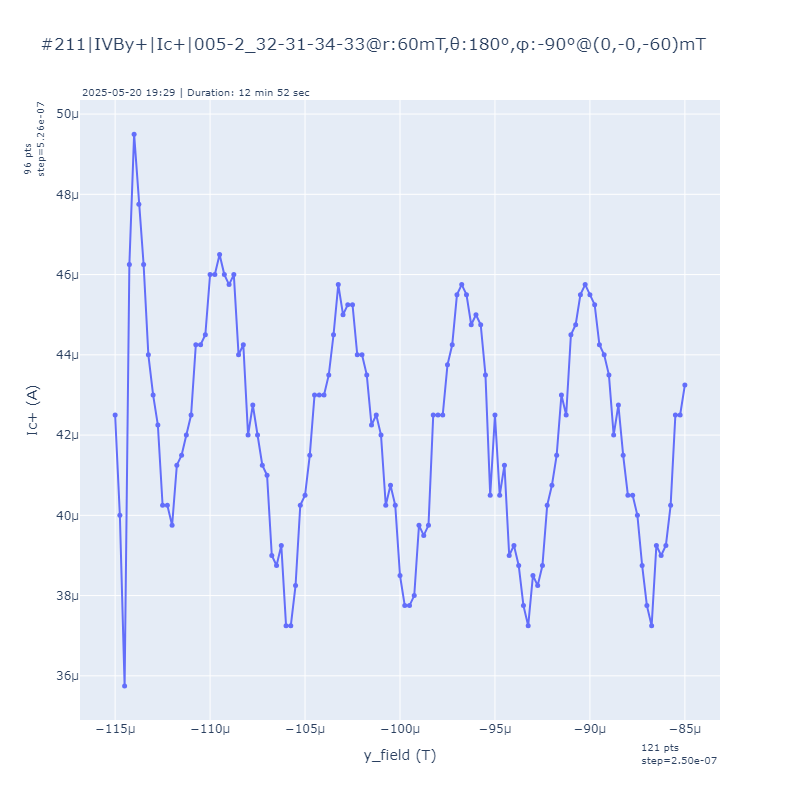 #211|IVBy+|Ic+|005-2_32-31-34-33@r:60mT,θ:180°,φ:-90°@(0,-0,-60)mT
2025-05-20 19:29 | Duration: 12 min 52 sec
96 pts
step=5.26e-07
50μ
48μ
46μ
44μ
42μ
40μ
38μ
36μ
Ic+ (A)
−115μ
−110μ
−105μ
−100μ
−95μ
−90μ
−85μ
y_field (T)
121 pts
step=2.50e-07